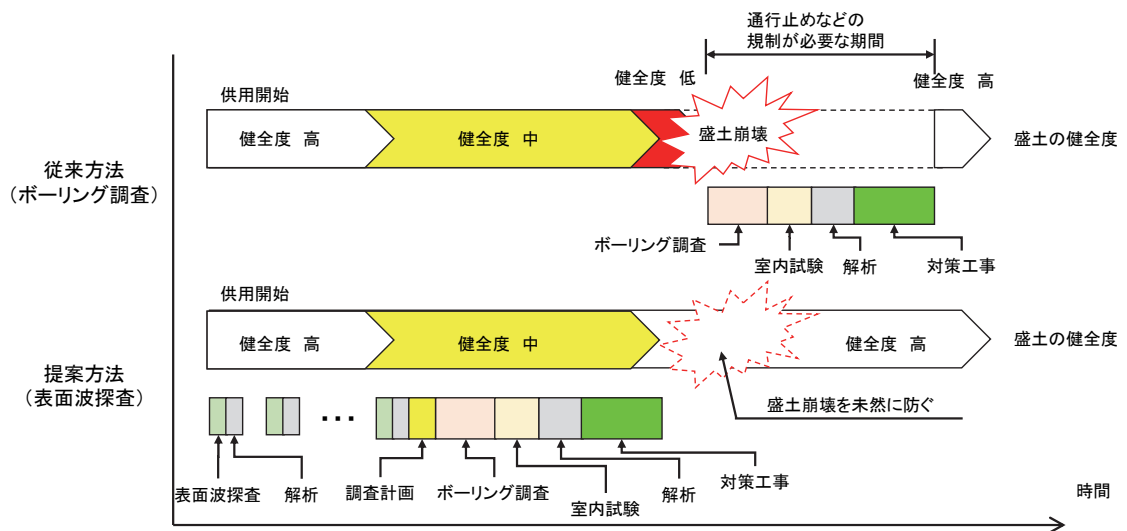 通行止めなどの
規制が必要な期間
健全度 低
健全度 高
供用開始
健全度 高
健全度 中
盛土崩壊
盛土の健全度
従来方法
(ボーリング調査)
ボーリング調査
室内試験
解析
対策工事
供用開始
健全度 高
健全度 中
健全度 高
盛土の健全度
提案方法
(表面波探査)
盛土崩壊を未然に防ぐ
・・・
表面波探査
解析
調査計画
ボーリング調査
室内試験
解析
対策工事
時間